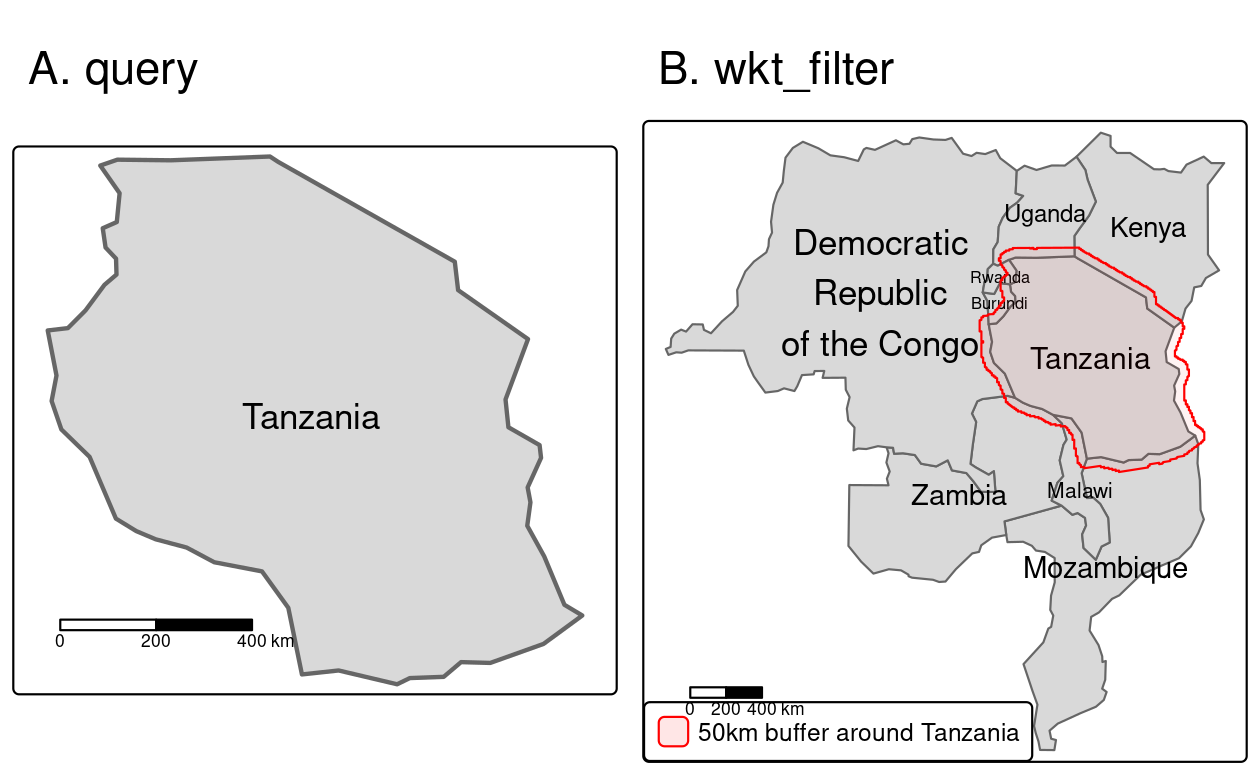 A. query
Tanzania
0 200 400 km
B. wkt_filter
Uganda
Kenya
Democratic
Republic
of the Congo
Rwanda
Burundi
Tanzania
Zambia
Malawi
Mozambique
0 200 400 km
50km buffer around Tanzania